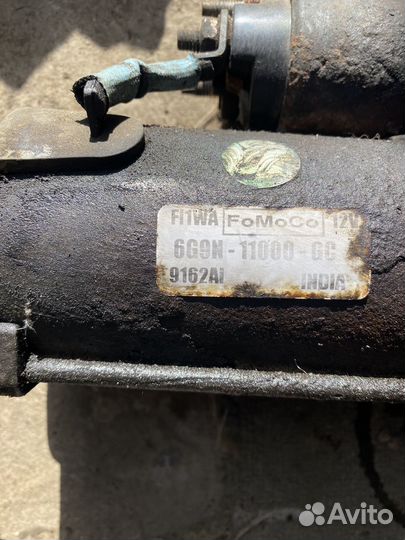 FI1WA FoMoCo 12V
6G9N-11000-GC
9162AI INDIA
Avito